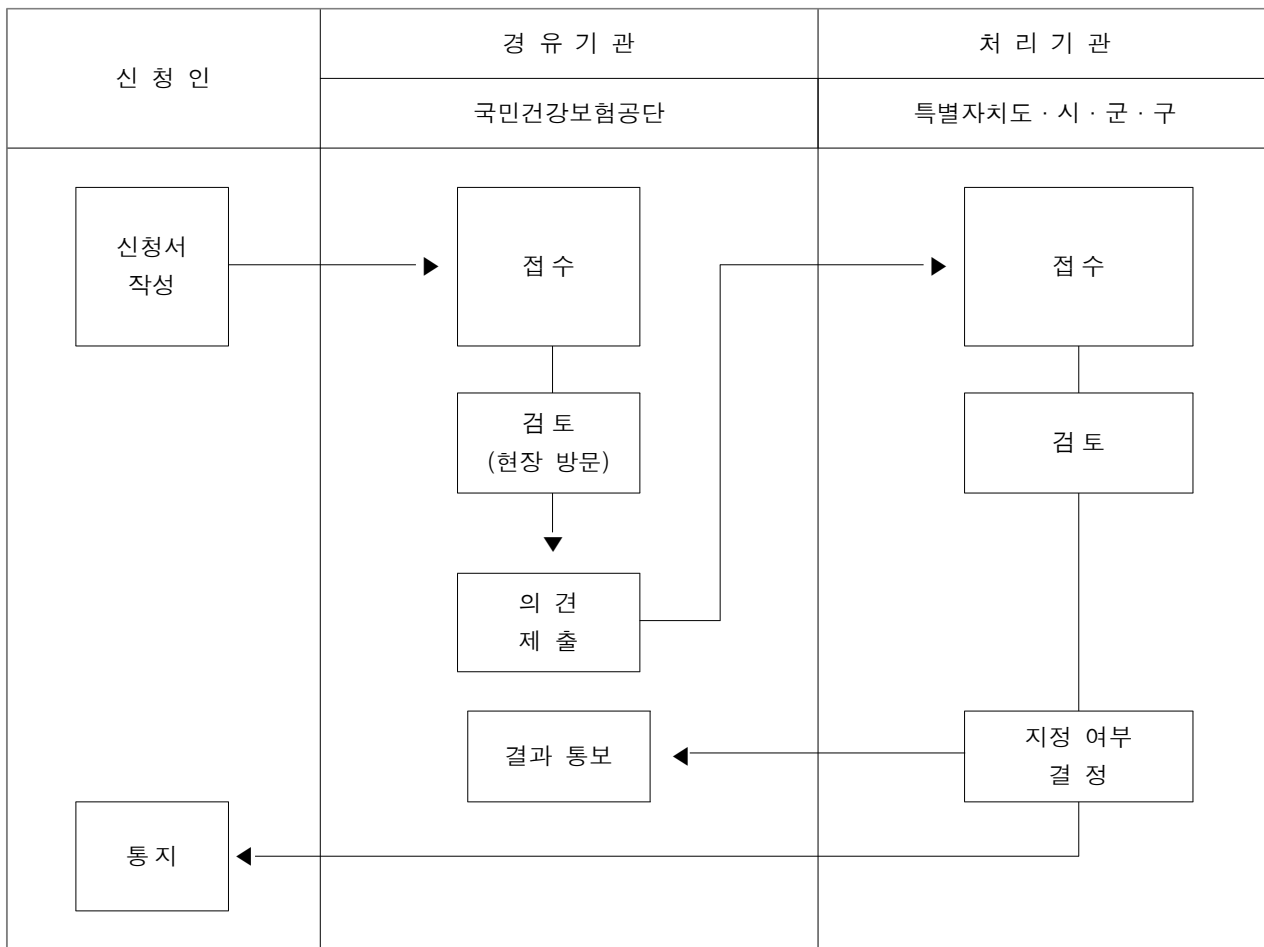 신 청 인
경 유 기 관
처 리 기 관
국민건강보험공단
특별자치도 · 시 · 군 · 구
신청서
작성
접 수
접 수
검 토
(현장 방문)
검 토
의 견
제 출
결과 통보
지정 여부
결 정
통 지